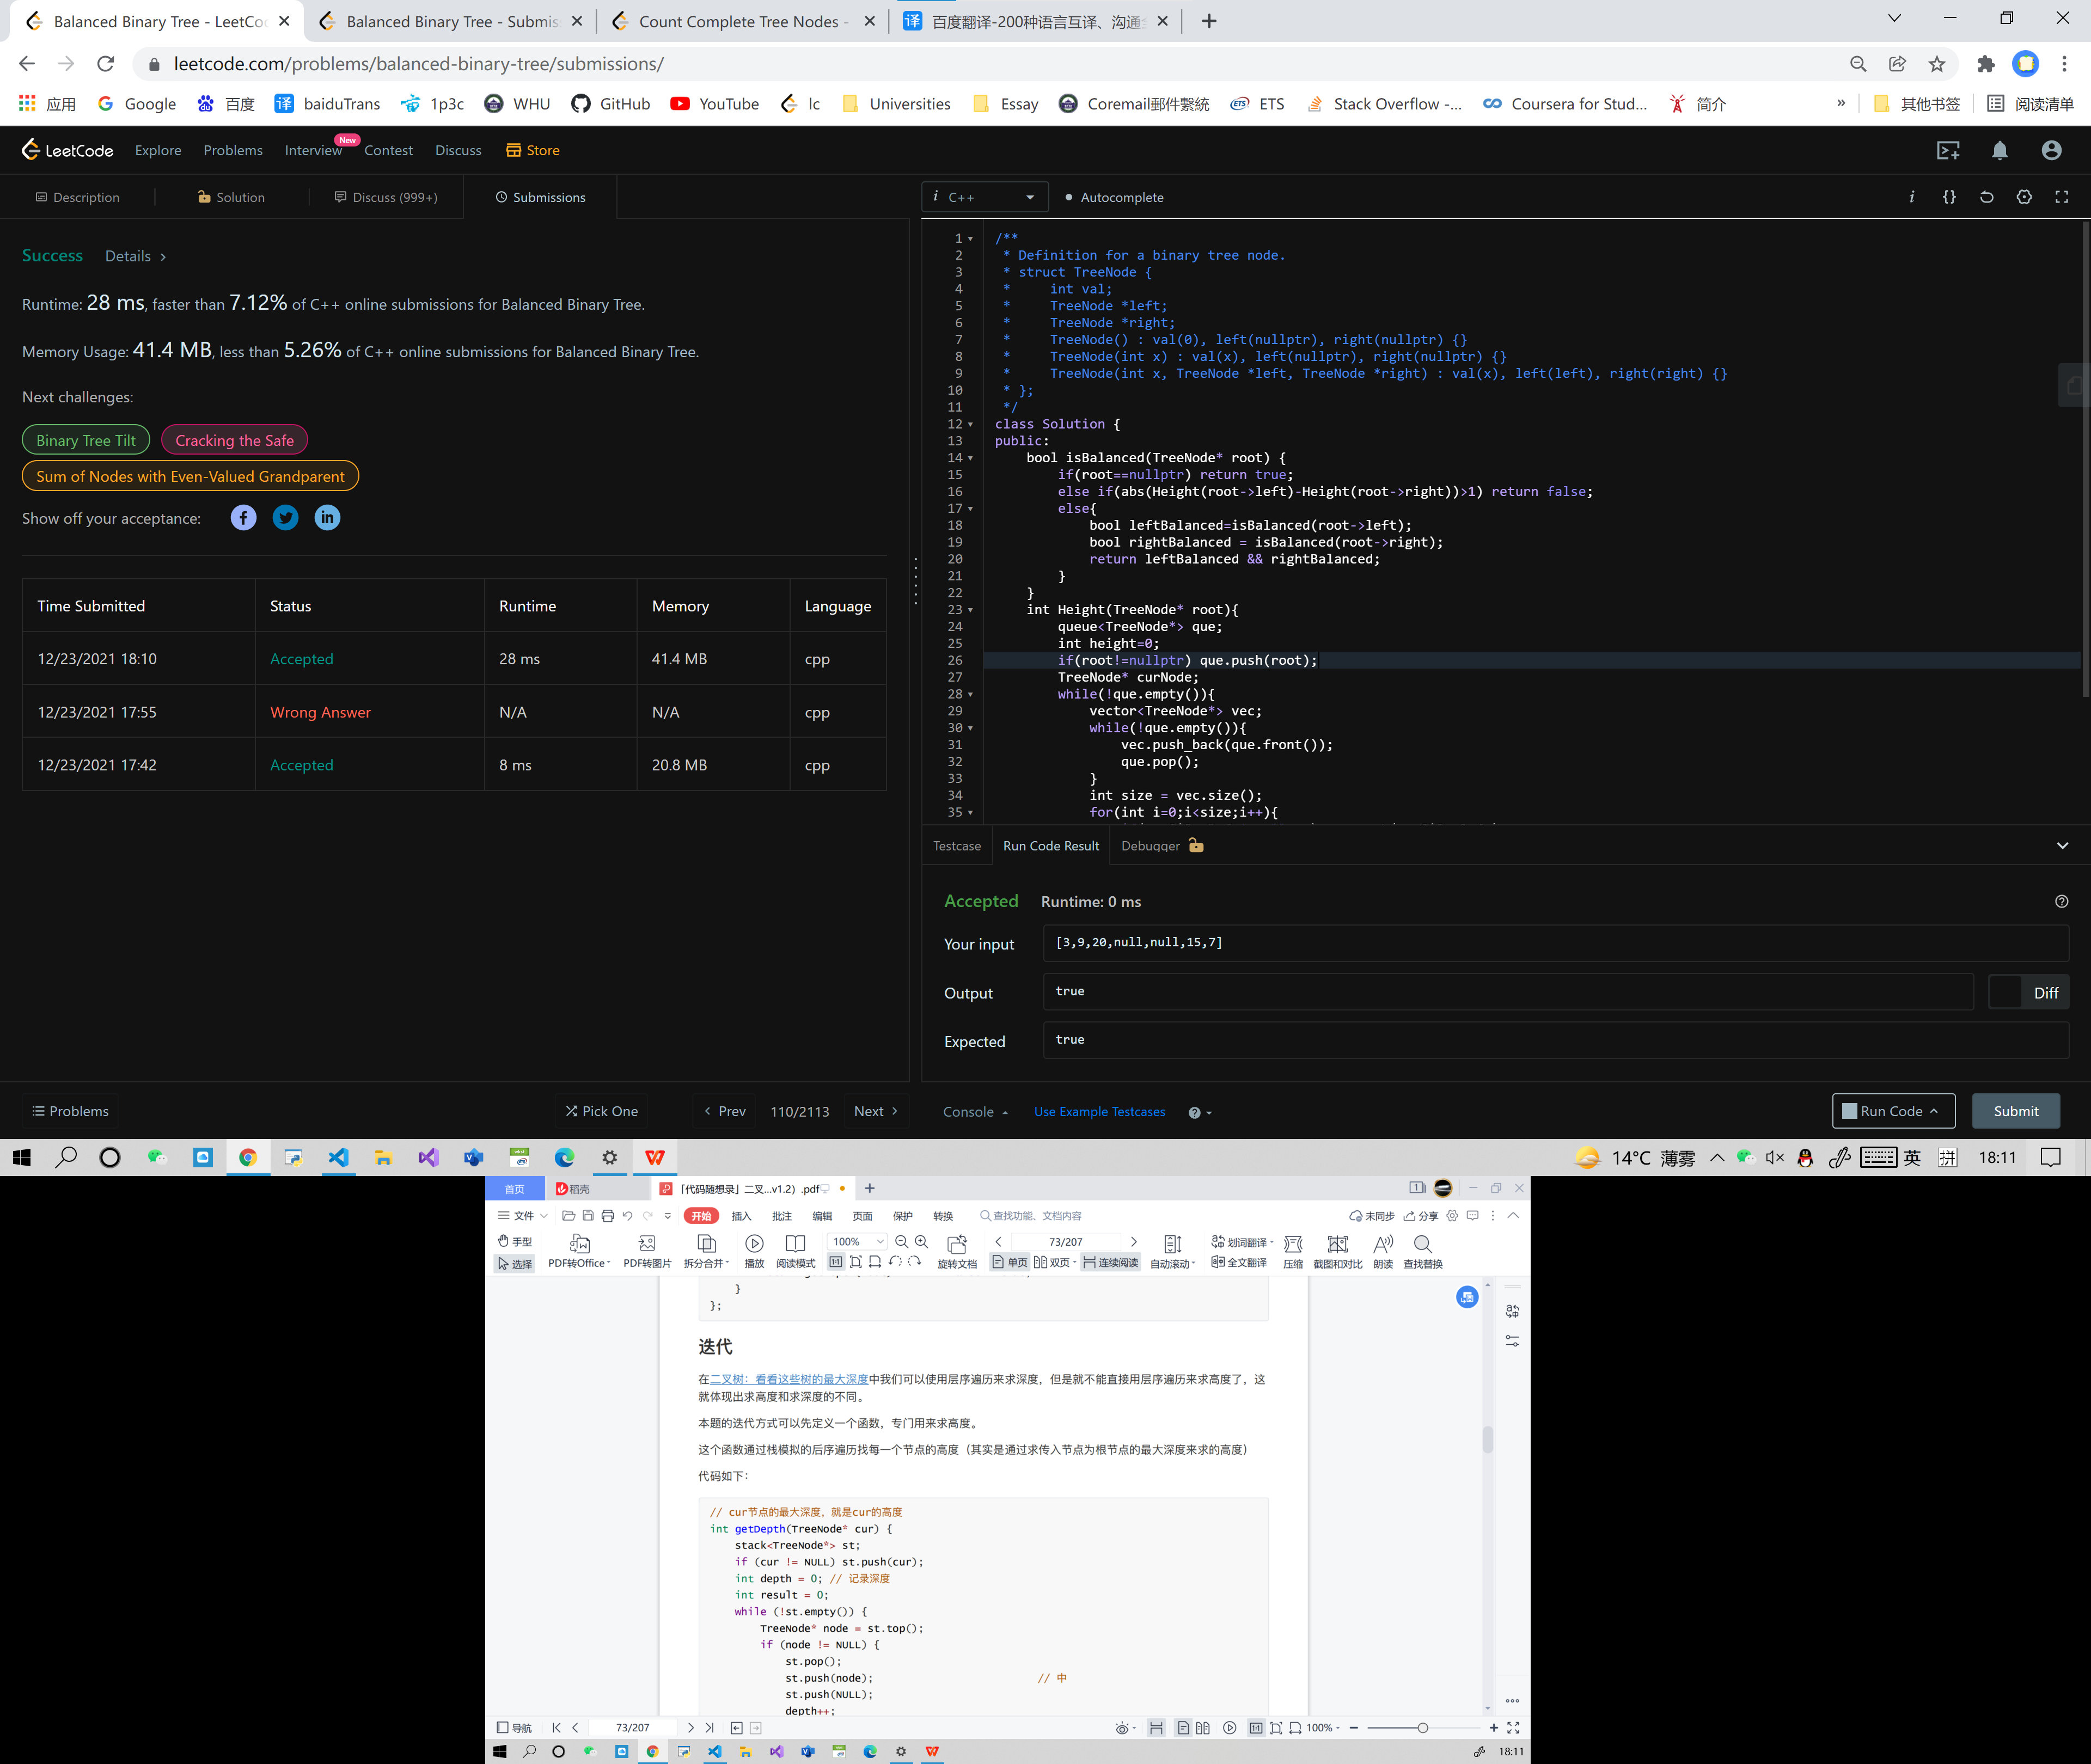 Balanced Binary Tree - LeetCo
Balanced Binary Tree - Submis
Count Complete Tree Nodes -
百度翻译-200种语言互译、沟通全
leetcode.com/problems/balanced-binary-tree/submissions/
应用 Google 百度 baiduTrans 1p3c WHU GitHub YouTube lc Universities Essay Coremail郵件繫統 ETS Stack Overflow -... Coursera for Stud... 简介 » 其他书签 阅读清单
LeetCode Explore Problems Interview New Contest Discuss Store
Description Solution Discuss (999+) Submissions
i C++ Autocomplete
Success Details >
Runtime: 28 ms, faster than 7.12% of C++ online submissions for Balanced Binary Tree.
Memory Usage: 41.4 MB, less than 5.26% of C++ online submissions for Balanced Binary Tree.
Next challenges:
Binary Tree Tilt Cracking the Safe
Sum of Nodes with Even-Valued Grandparent
Show off your acceptance:
Time Submitted Status Runtime Memory Language
12/23/2021 18:10 Accepted 28 ms 41.4 MB cpp
12/23/2021 17:55 Wrong Answer N/A N/A cpp
12/23/2021 17:42 Accepted 8 ms 20.8 MB cpp
1 /**
2 * Definition for a binary tree node.
3 * struct TreeNode {
4 * int val;
5 * TreeNode *left;
6 * TreeNode *right;
7 * TreeNode() : val(0), left(nullptr), right(nullptr) {}
8 * TreeNode(int x) : val(x), left(nullptr), right(nullptr) {}
9 * TreeNode(int x, TreeNode *left, TreeNode *right) : val(x), left(left), right(right) {}
10 * };
11 */
12 class Solution {
13 public:
14 bool isBalanced(TreeNode* root) {
15 if(root==nullptr) return true;
16 else if(abs(Height(root->left)-Height(root->right))>1) return false;
17 else{
18 bool leftBalanced=isBalanced(root->left);
19 bool rightBalanced = isBalanced(root->right);
20 return leftBalanced && rightBalanced;
21 }
22 }
23 int Height(TreeNode* root){
24 queue<TreeNode*> que;
25 int height=0;
26 if(root!=nullptr) que.push(root);
27 TreeNode* curNode;
28 while(!que.empty()){
29 vector<TreeNode*> vec;
30 while(!que.empty()){
31 vec.push_back(que.front());
32 que.pop();
33 }
34 int size = vec.size();
35 for(int i=0;i<size;i++){
Testcase Run Code Result Debugger
Accepted Runtime: 0 ms
Your input [3,9,20,null,null,15,7]
Output true Diff
Expected true
Problems Pick One Prev 110/2113 Next Console Use Example Testcases Run Code Submit
14°C 薄雾 英 拼 18:11
首页 稻壳 「代码随想录」二叉...v1.2）.pdf
文件 开始 插入 批注 编辑 页面 保护 转换 查找功能、文档内容 未同步 分享
手型 100% 73/207 划词翻译
选择 PDF转Office PDF转图片 拆分合并 播放 阅读模式 旋转文档 单页 双页 连续阅读 自动滚动 全文翻译 压缩 截图和对比 朗读 查找替换
}
};
迭代
在二叉树：看看这些树的最大深度中我们可以使用层序遍历来求深度，但是就不能直接用层序遍历来求高度了，这
就体现出求高度和求深度的不同。
本题的迭代方式可以先定义一个函数，专门用来求高度。
这个函数通过栈模拟的后序遍历找每一个节点的高度（其实是通过求传入节点为根节点的最大深度来求的高度）
代码如下：
// cur节点的最大深度，就是cur的高度
int getDepth(TreeNode* cur) {
stack<TreeNode*> st;
if (cur != NULL) st.push(cur);
int depth = 0; // 记录深度
int result = 0;
while (!st.empty()) {
TreeNode* node = st.top();
if (node != NULL) {
st.pop();
st.push(node); // 中
st.push(NULL);
depth++;
导航 73/207 100%
18:11